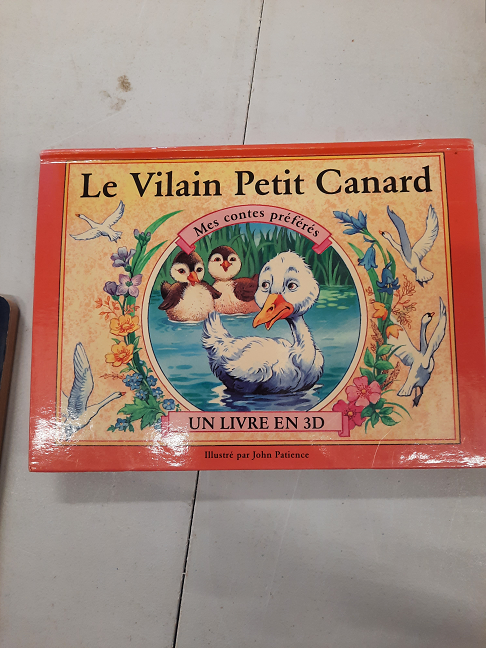 Le Vilain Petit Canard
Mes contes préférés
UN LIVRE EN 3D
Illustré par John Patience